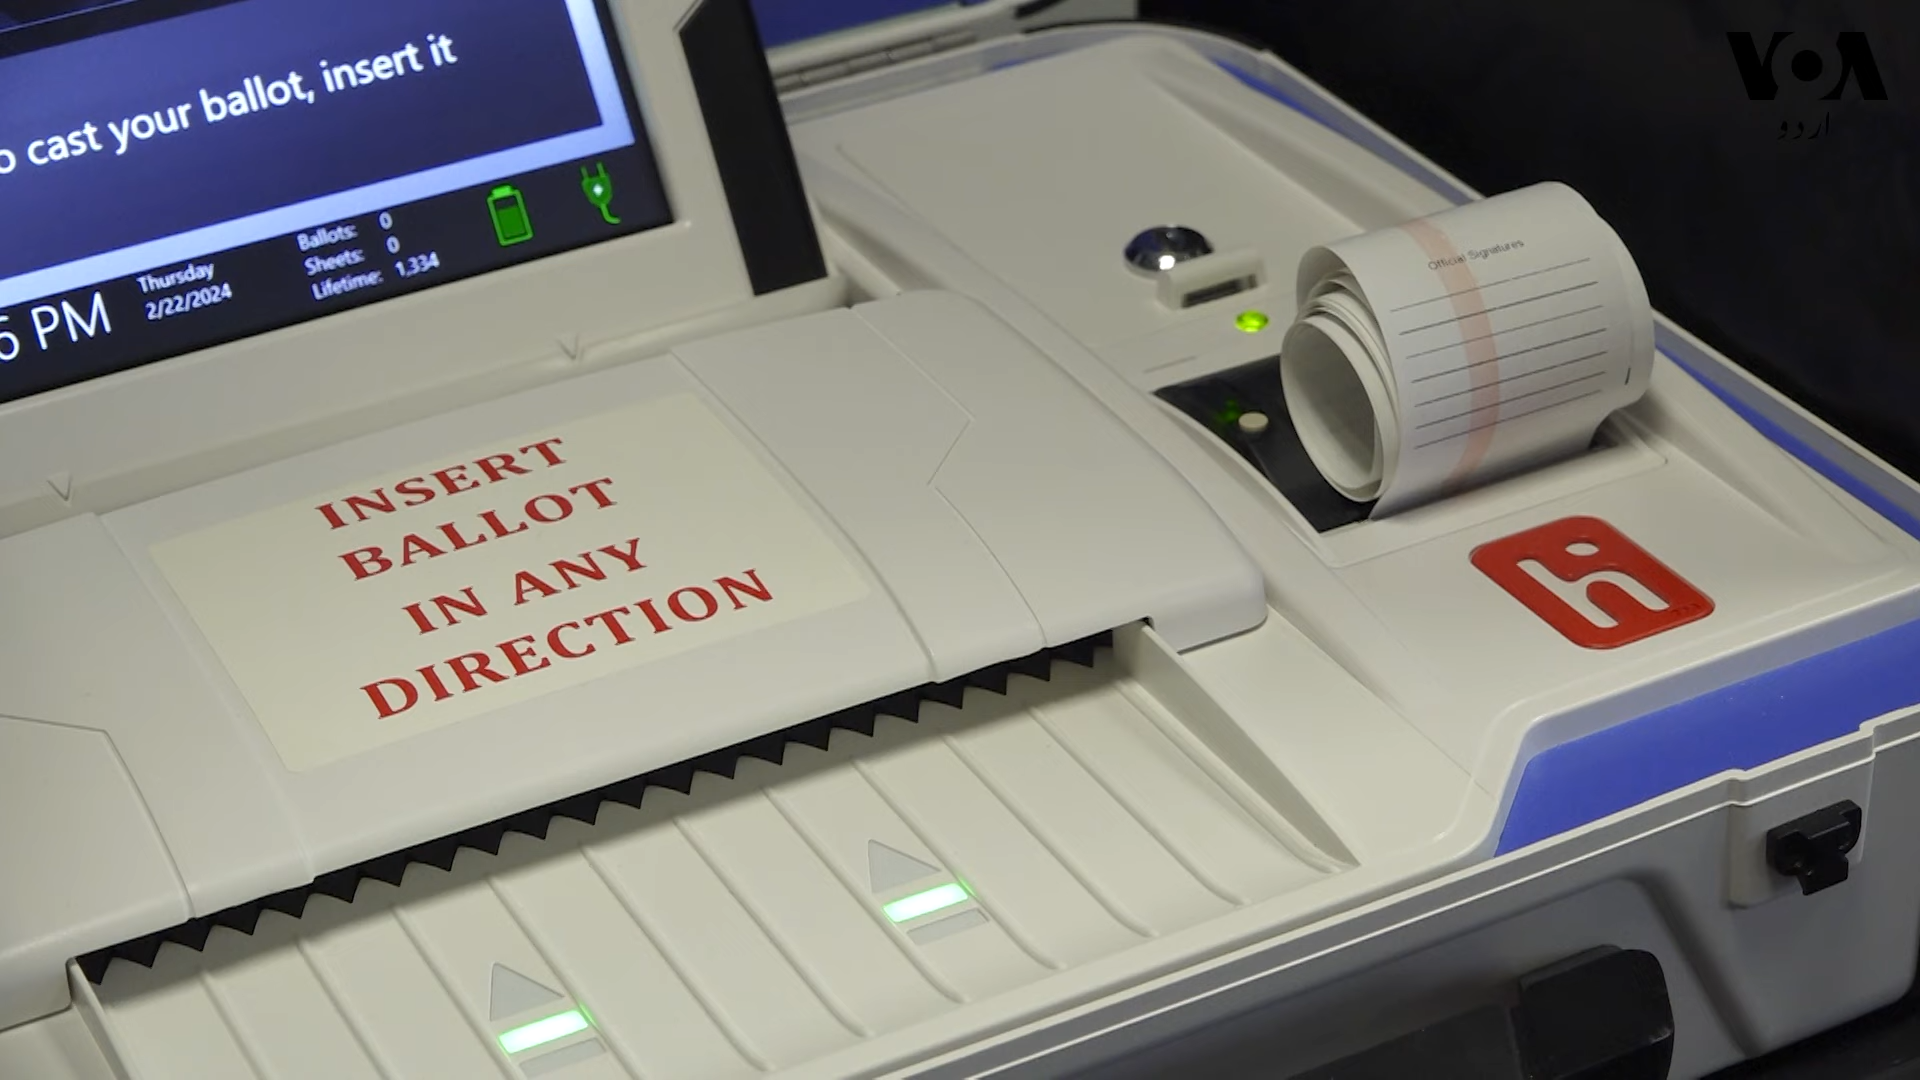 o cast your ballot, insert it
Ballots: 0
Sheets: 0
Lifetime: 1,334
Thursday
2/22/2024
PM
INSERT
BALLOT
IN ANY
DIRECTION
Official Signatures
VOA
اردو